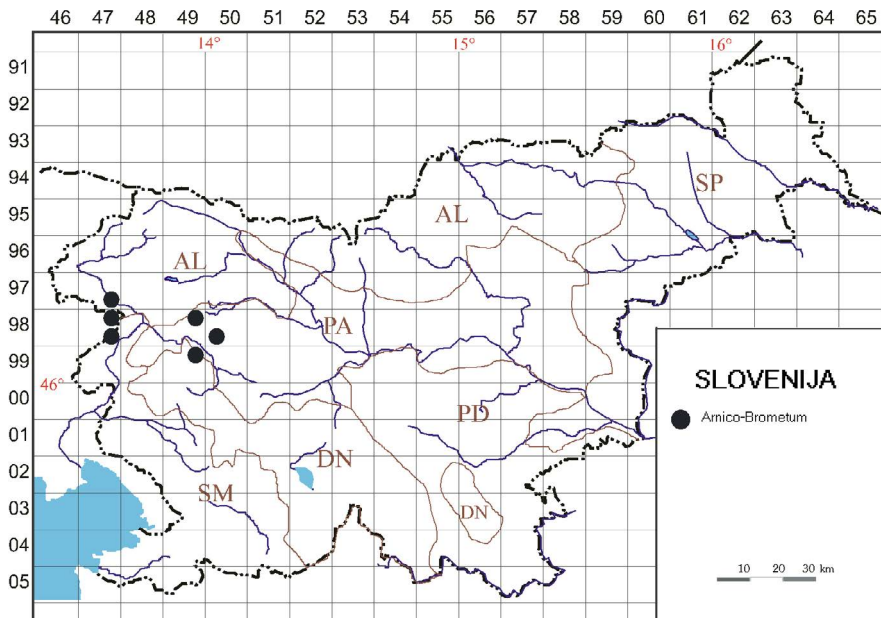 46 47 48 49 50 51 52 53 54 55 56 57 58 59 60 61 62 63 64 65
14° 15° 16°
91
92
93
94
95
96
97
98
99
46°
00
01
02
03
04
05
SP
AL
AL
PA
PD
DN
SM
DN
SLOVENIJA
Arnico-Brometum
10 20 30 km